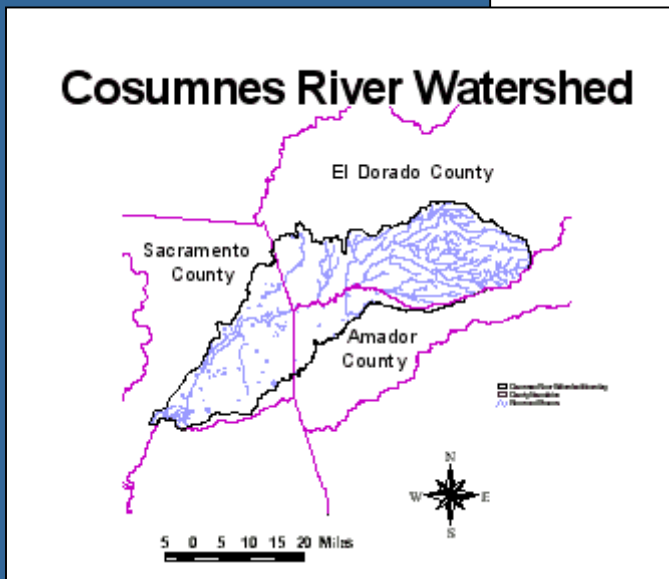 Cosumnes River Watershed
El Dorado County
Sacramento
County
Amador
County
N
W E
S
5 0 5 10 15 20 Miles